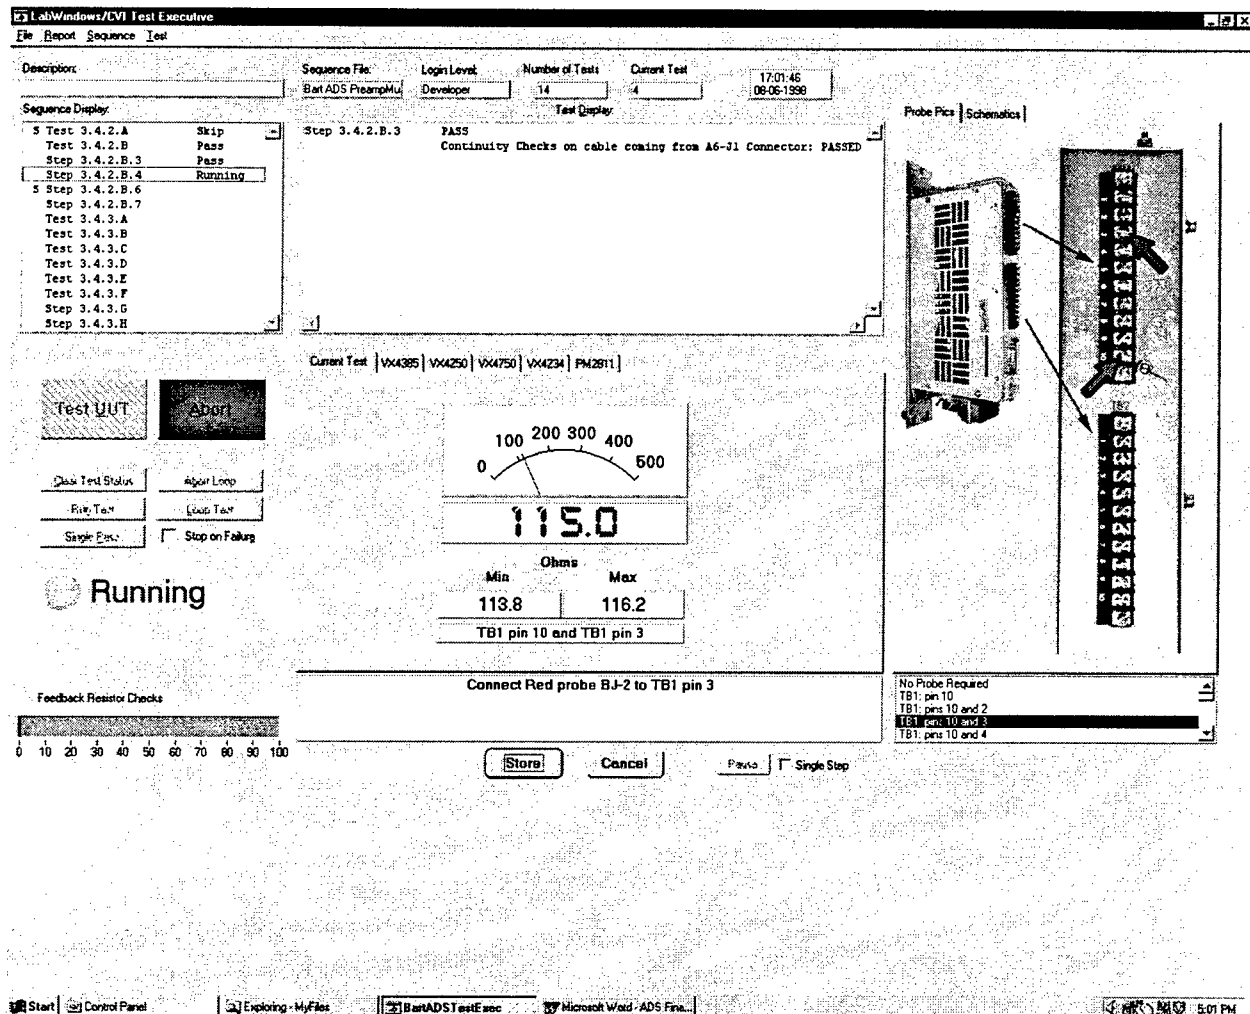 LabWindows/CVI Test Executive
File Report Sequence Test
Description:
Sequence File: Login Level: Number of Tests Current Test
Bart ADS PreampMu Developer 14 4
17:01:46
08-06-1998
Sequence Display:
S Test 3.4.2.A Skip
Test 3.4.2.B Pass
Step 3.4.2.B.3 Pass
Step 3.4.2.B.4 Running
S Step 3.4.2.B.6
Step 3.4.2.B.7
Test 3.4.3.A
Test 3.4.3.B
Test 3.4.3.C
Test 3.4.3.D
Test 3.4.3.E
Test 3.4.3.F
Step 3.4.3.G
Step 3.4.3.H
Test Display:
Step 3.4.2.B.3 PASS
Continuity Checks on cable coming from A6-J1 Connector: PASSED
Probe Pics Schematics
Test UUT Abort
Clear Test Status Abort Loop
Run Test Loop Test
Single Pass Stop on Failure
Running
Feedback Resistor Checks
0 10 20 30 40 50 60 70 80 90 100
Current Test VX4385 VX4250 VX4750 VX4234 PM2811
0 100 200 300 400 500
115.0
Ohms
Min Max
113.8 116.2
TB1 pin 10 and TB1 pin 3
Connect Red probe BJ-2 to TB1 pin 3
No Probe Required
TB1: pin 10
TB1: pins 10 and 2
TB1: pins 10 and 3
TB1: pins 10 and 4
Store Cancel Pause Single Step
Start Control Panel Exploring - MyFiles BartADSTestExec Microsoft Word - ADS Fina... 5:01 PM